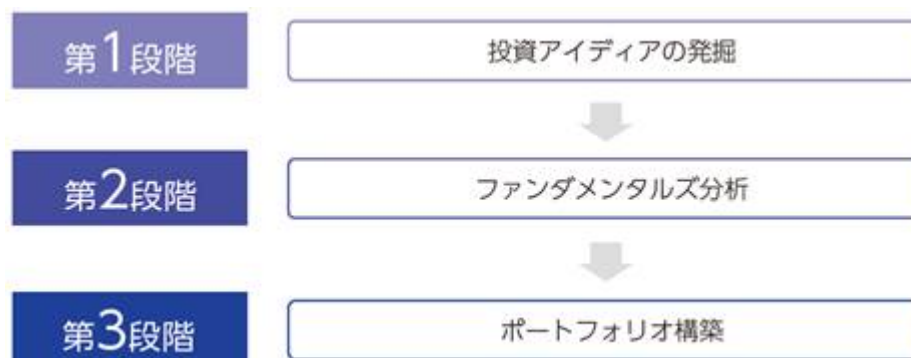 第1段階
投資アイディアの発掘
第2段階
ファンダメンタルズ分析
第3段階
ポートフォリオ構築